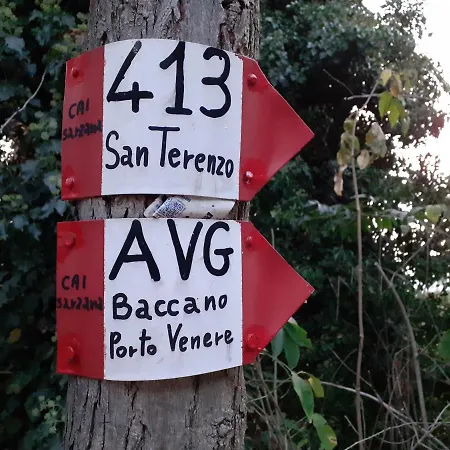 CAI
sarzana
413
San Terenzo
CAI
sarzana
AVG
Baccano
Porto Venere